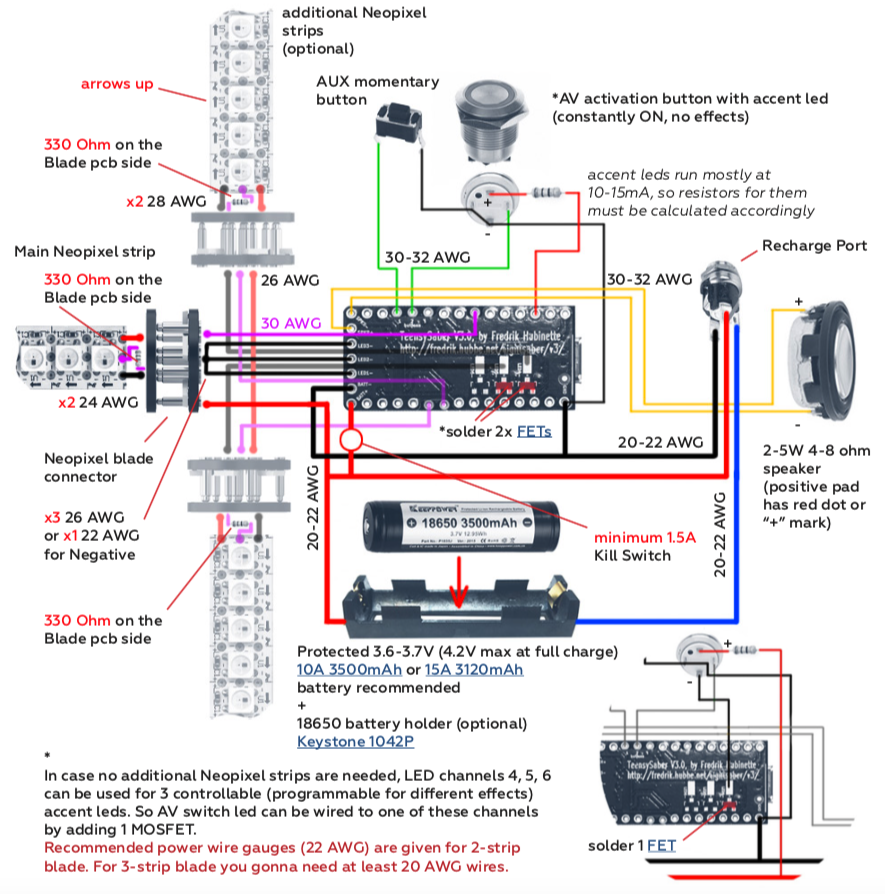 additional Neopixel
strips
(optional)
arrows up
AUX momentary
button
*AV activation button with accent led
(constantly ON, no effects)
330 Ohm on the
Blade pcb side
x2 28 AWG
accent leds run mostly at
10-15mA, so resistors for them
must be calculated accordingly
+
-
Main Neopixel strip
330 Ohm on the
Blade pcb side
26 AWG
30-32 AWG
30-32 AWG
Recharge Port
+
30 AWG
TeensySaber V3.0, by Fredrik Hubinette
http://fredrik.hubbe.net/lightsaber/v3/
x2 24 AWG
*solder 2x FETs
-
20-22 AWG
2-5W 4-8 ohm
speaker
(positive pad
has red dot or
“+” mark)
Neopixel blade
connector
x3 26 AWG
or x1 22 AWG
for Negative
20-22 AWG
KEEPPOWER
+ 18650 3500mAh -
minimum 1.5A
Kill Switch
20-22 AWG
330 Ohm on the
Blade pcb side
Protected 3.6-3.7V (4.2V max at full charge)
10A 3500mAh or 15A 3120mAh
battery recommended
+
18650 battery holder (optional)
Keystone 1042P
+
-
TeensySaber V3.0, by Fredrik Hubinette
http://fredrik.hubbe.net/lightsaber/v3/
solder 1 FET
*
In case no additional Neopixel strips are needed, LED channels 4, 5, 6
can be used for 3 controllable (programmable for different effects)
accent leds. So AV switch led can be wired to one of these channels
by adding 1 MOSFET.
Recommended power wire gauges (22 AWG) are given for 2-strip
blade. For 3-strip blade you gonna need at least 20 AWG wires.